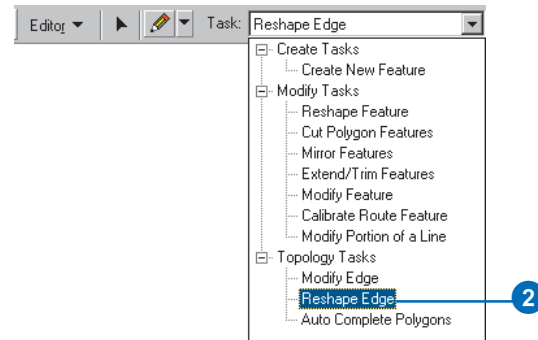 Editor Task: Reshape Edge
Create Tasks
Create New Feature
Modify Tasks
Reshape Feature
Cut Polygon Features
Mirror Features
Extend/Trim Features
Modify Feature
Calibrate Route Feature
Modify Portion of a Line
Topology Tasks
Modify Edge
Reshape Edge 2
Auto Complete Polygons